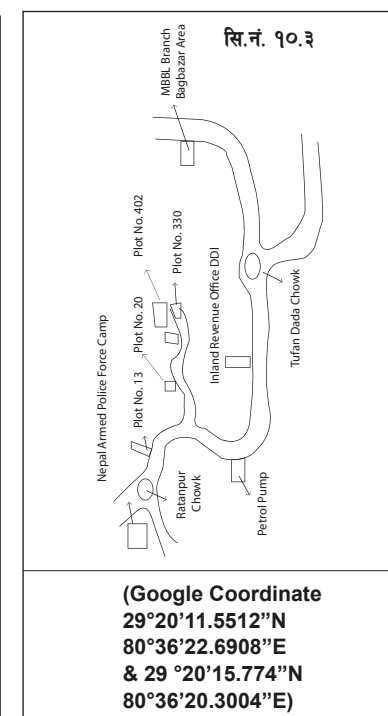 सि.नं. १०.३
MBBL Branch
Bagbazar Area
Plot No. 402
Plot No. 330
Plot No. 20
Plot No. 13
Nepal Armed Police Force Camp
Inland Revenue Office DDI
Tufan Dada Chowk
Ratanpur
Chowk
Petrol Pump
(Google Coordinate
29°20'11.5512”N
80°36'22.6908”E
& 29 °20'15.774”N
80°36'20.3004”E)